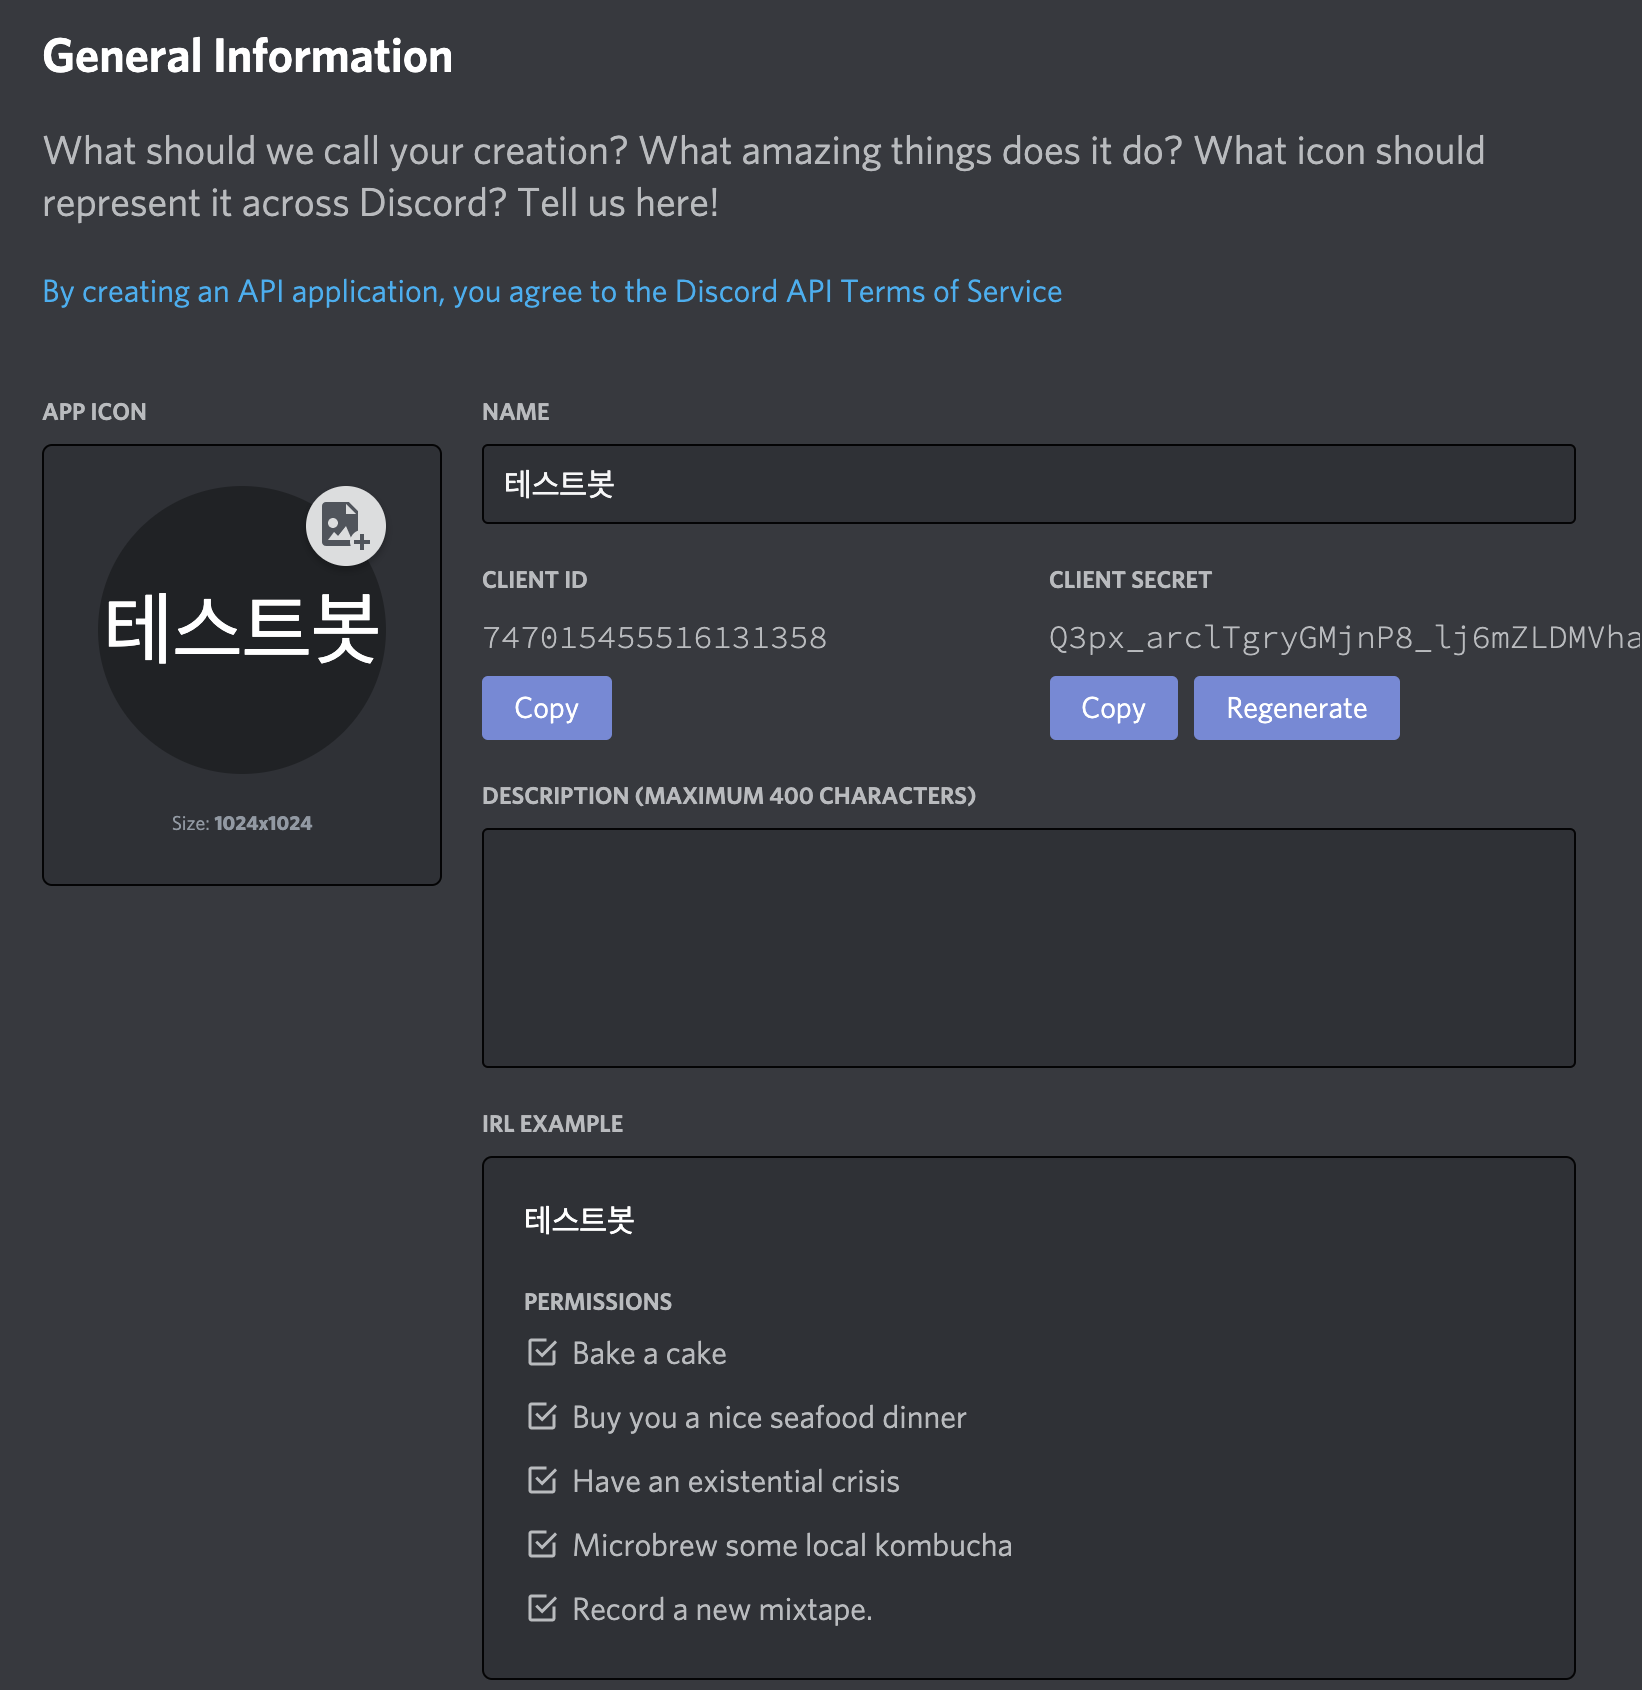 General Information
What should we call your creation? What amazing things does it do? What icon should
represent it across Discord? Tell us here!
By creating an API application, you agree to the Discord API Terms of Service
APP ICON
테스트봇
Size: 1024x1024
NAME
테스트봇
CLIENT ID
747015455516131358
Copy
CLIENT SECRET
Q3px_arclTgryGMjnP8_lj6mZLDMVha
Copy
Regenerate
DESCRIPTION (MAXIMUM 400 CHARACTERS)
IRL EXAMPLE
테스트봇
PERMISSIONS
Bake a cake
Buy you a nice seafood dinner
Have an existential crisis
Microbrew some local kombucha
Record a new mixtape.